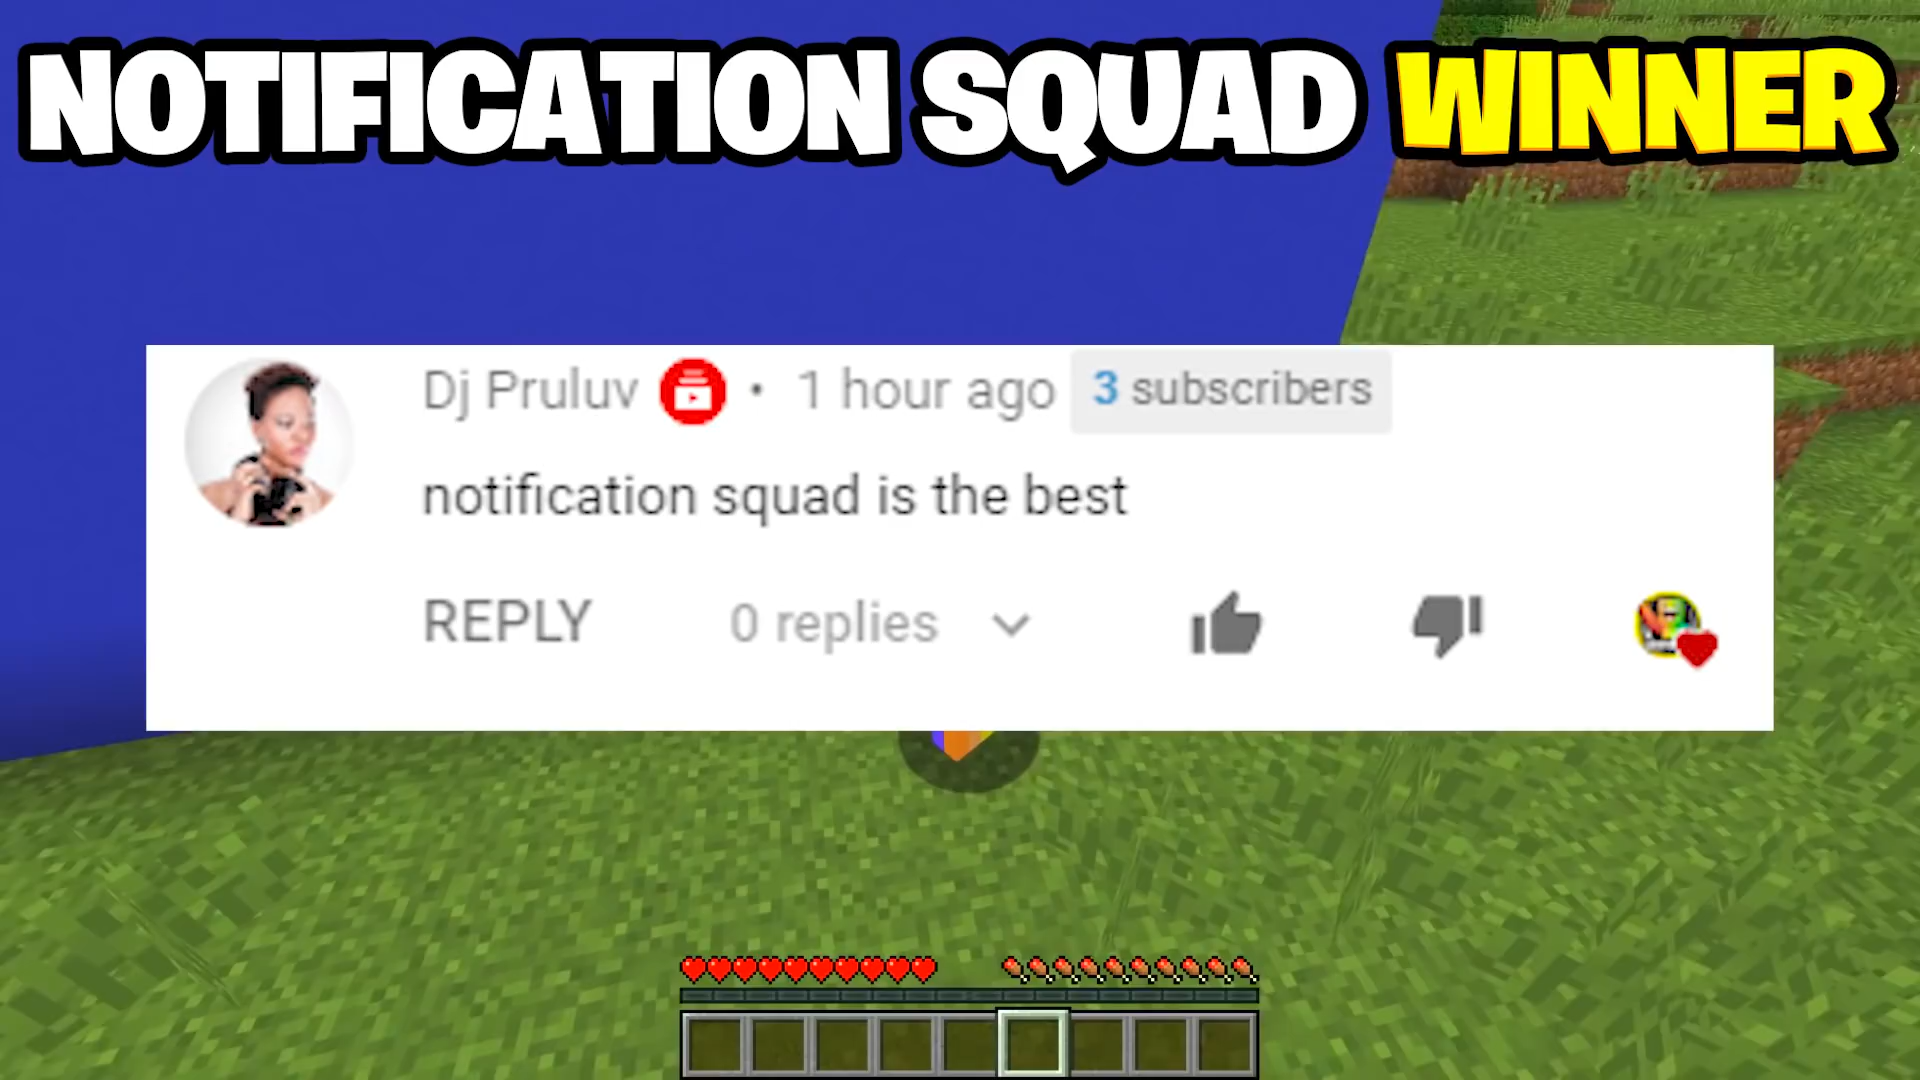 NOTIFICATION SQUAD WINNER
Dj Pruluv • 1 hour ago 3 subscribers
notification squad is the best
REPLY 0 replies